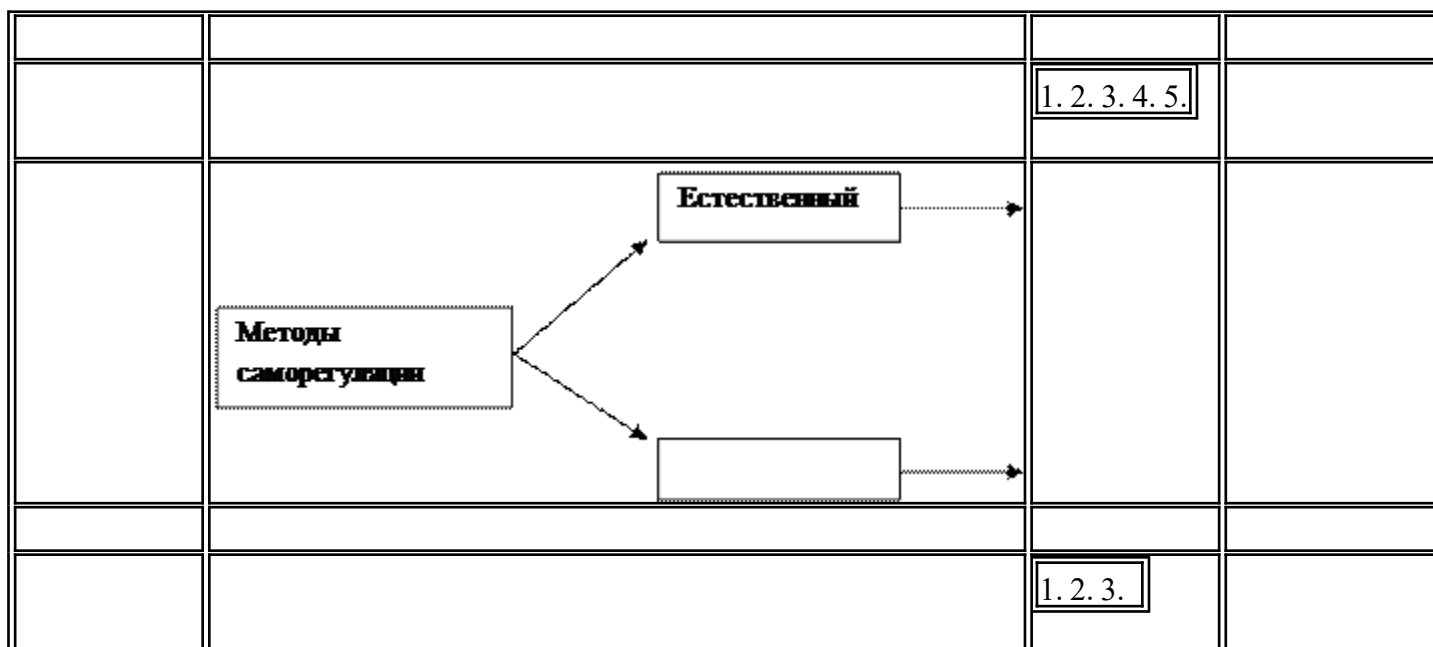 1. 2. 3. 4. 5.
Естественный
Методы
саморегуляции
1. 2. 3.